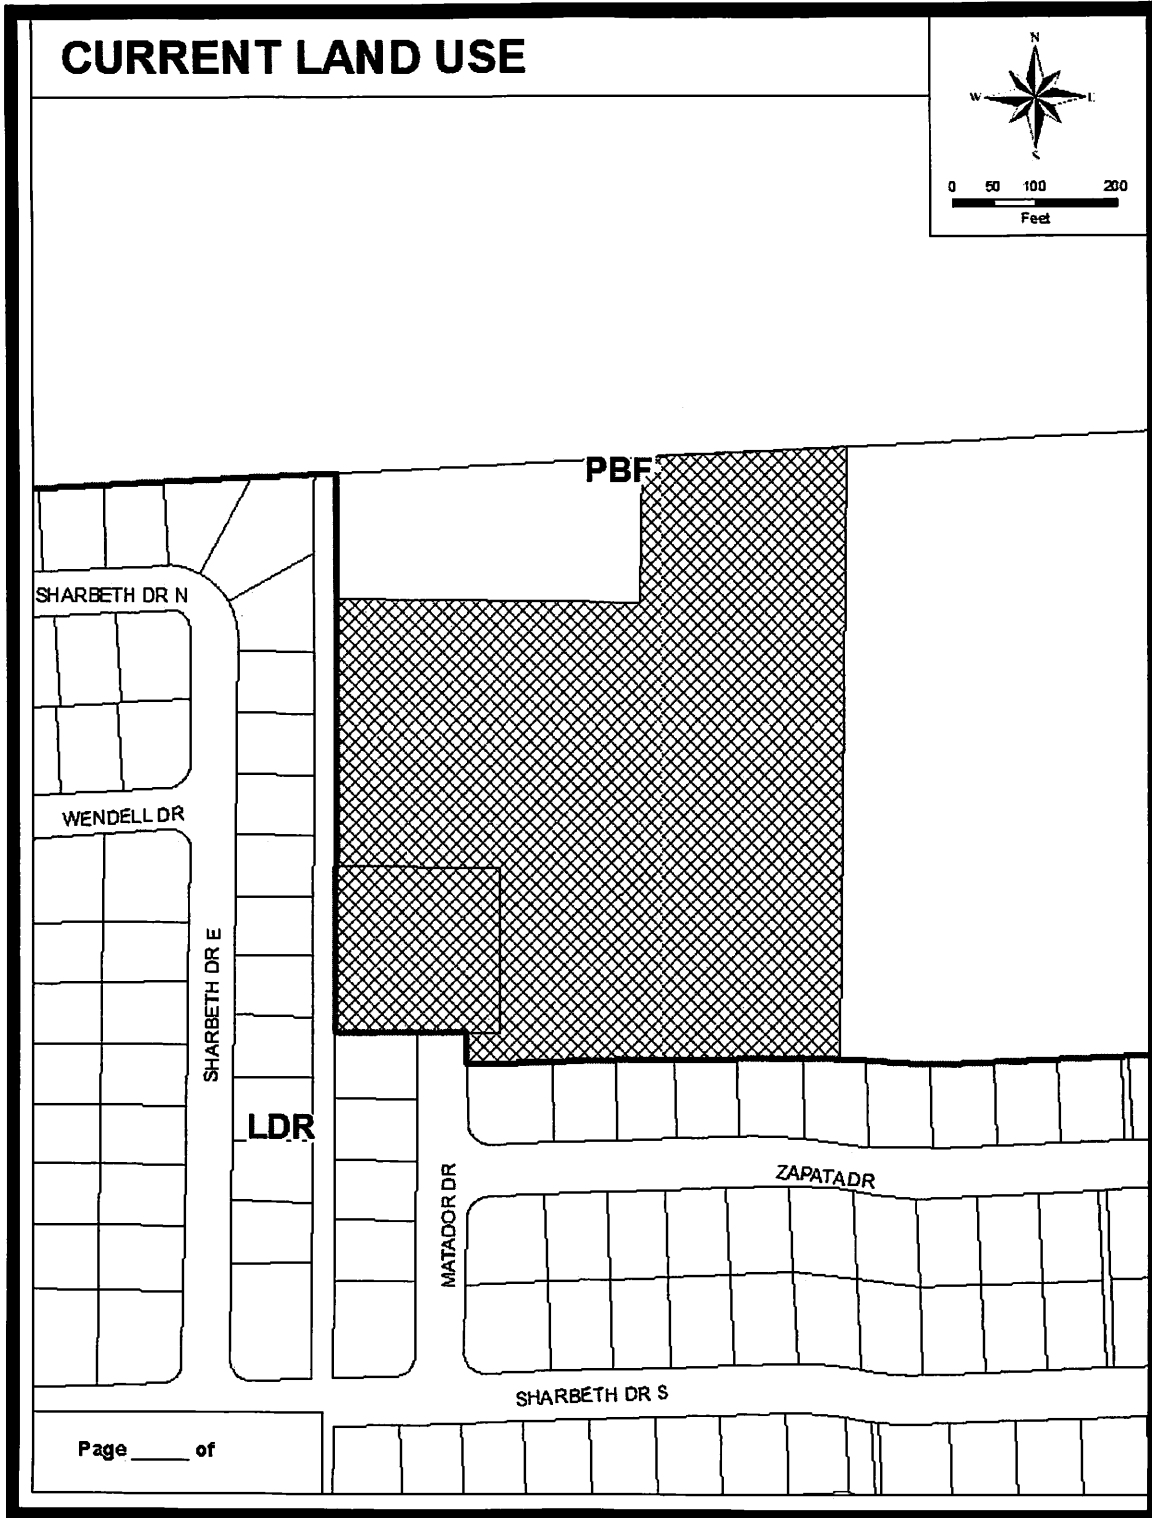 CURRENT LAND USE
N
W
E
S
0 50 100 200
Feet
PBF
SHARBETH DR N
WENDELL DR
SHARBETH DR E
LDR
MATADOR DR
ZAPATA DR
SHARBETH DR S
Page _____ of